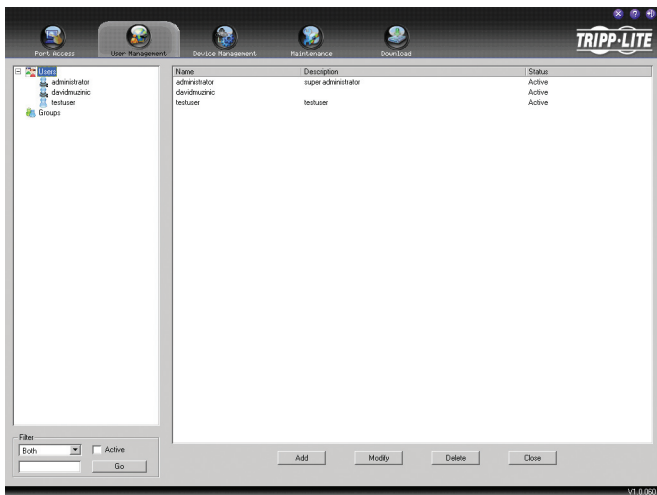 TRIPP·LITE
Port Access User Management Device Management Maintenance Download
Users
administrator
davidmuzinic
testuser
Groups
Name Description Status
administrator super administrator Active
davidmuzinic Active
testuser testuser Active
Filter
Both Active
Go
Add Modify Delete Close
V1.0.060